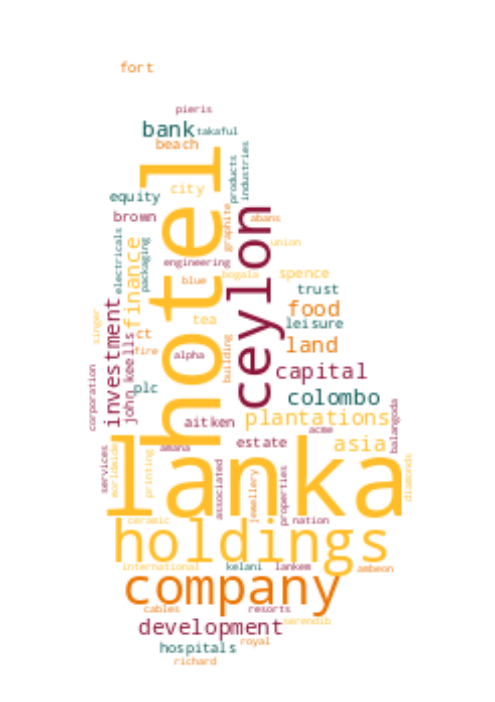 fort
pieris
bank
takaful
beach
hotel
products
industries
city
equity
brown
ceylon
graphite
abans
electricals
finance
packaging
union
engineering
blue
bogala
spence
trust
investment
john keells
singer
tea
food
leisure
ct
fire
alpha
building
land
corporation
plc
capital
colombo
aitken
plantations
acme
balangoda
lanka
amana
estate
asia
services
worldwide
printing
associated
jewellery
properties
diamonds
ceramic
nation
holdings
international
kelani
lankem
ambeon
company
cables
resorts
serendib
development
royal
hospitals
richard